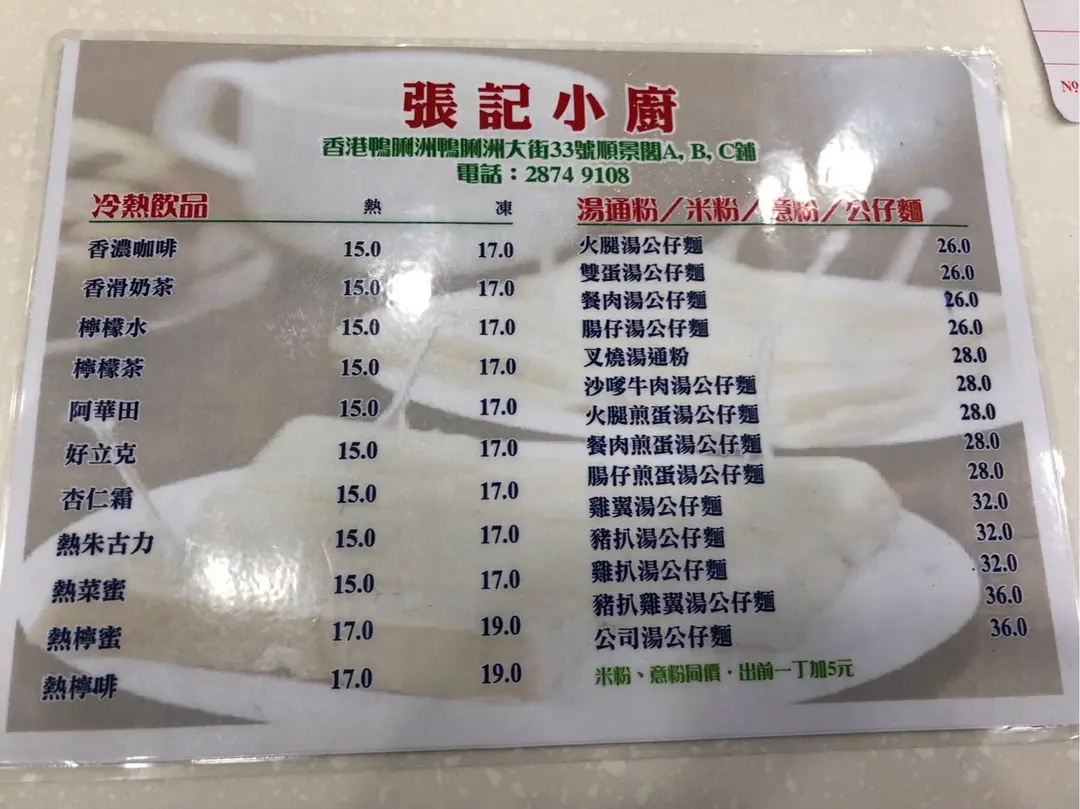 張記小廚
香港鴨脷洲鴨脷洲大街33號順景閣A, B, C鋪
電話：2874 9108
冷熱飲品 熱 凍
香濃咖啡 15.0 17.0
香滑奶茶 15.0 17.0
檸檬水 15.0 17.0
檸檬茶 15.0 17.0
阿華田 15.0 17.0
好立克 15.0 17.0
杏仁霜 15.0 17.0
熱朱古力 15.0 17.0
熱菜蜜 15.0 17.0
熱檸蜜 17.0 19.0
熱檸啡 17.0 19.0
湯通粉／米粉／意粉／公仔麵
火腿湯公仔麵 26.0
雙蛋湯公仔麵 26.0
餐肉湯公仔麵 26.0
腸仔湯公仔麵 26.0
叉燒湯通粉 28.0
沙嗲牛肉湯公仔麵 28.0
火腿煎蛋湯公仔麵 28.0
餐肉煎蛋湯公仔麵 28.0
腸仔煎蛋湯公仔麵 28.0
雞翼湯公仔麵 32.0
豬扒湯公仔麵 32.0
雞扒湯公仔麵 32.0
豬扒雞翼湯公仔麵 36.0
公司湯公仔麵 36.0
米粉、意粉同價．出前一丁加5元
Nº